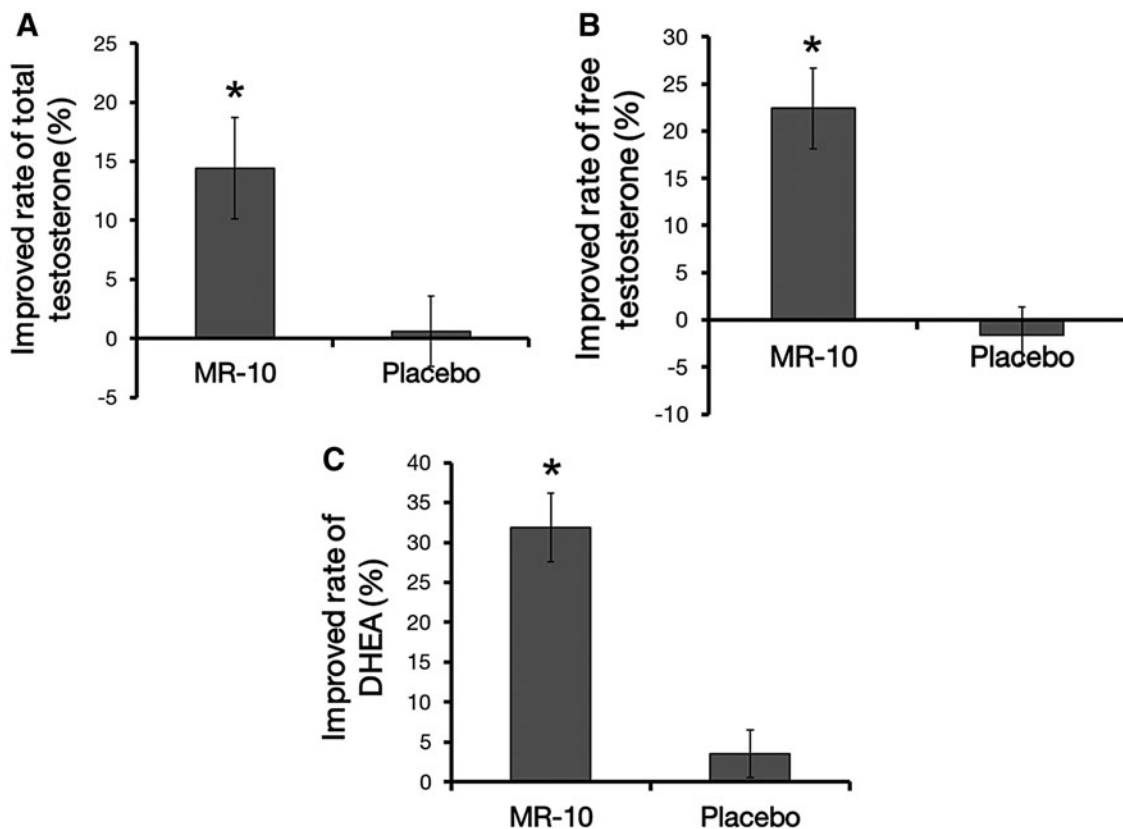 A
Improved rate of total
testosterone (%)
25
20
15
10
5
0
-5
*
MR-10
Placebo
B
Improved rate of free
testosterone (%)
30
25
20
15
10
5
0
-5
-10
*
MR-10
Placebo
C
Improved rate of
DHEA (%)
40
35
30
25
20
15
10
5
0
*
MR-10
Placebo